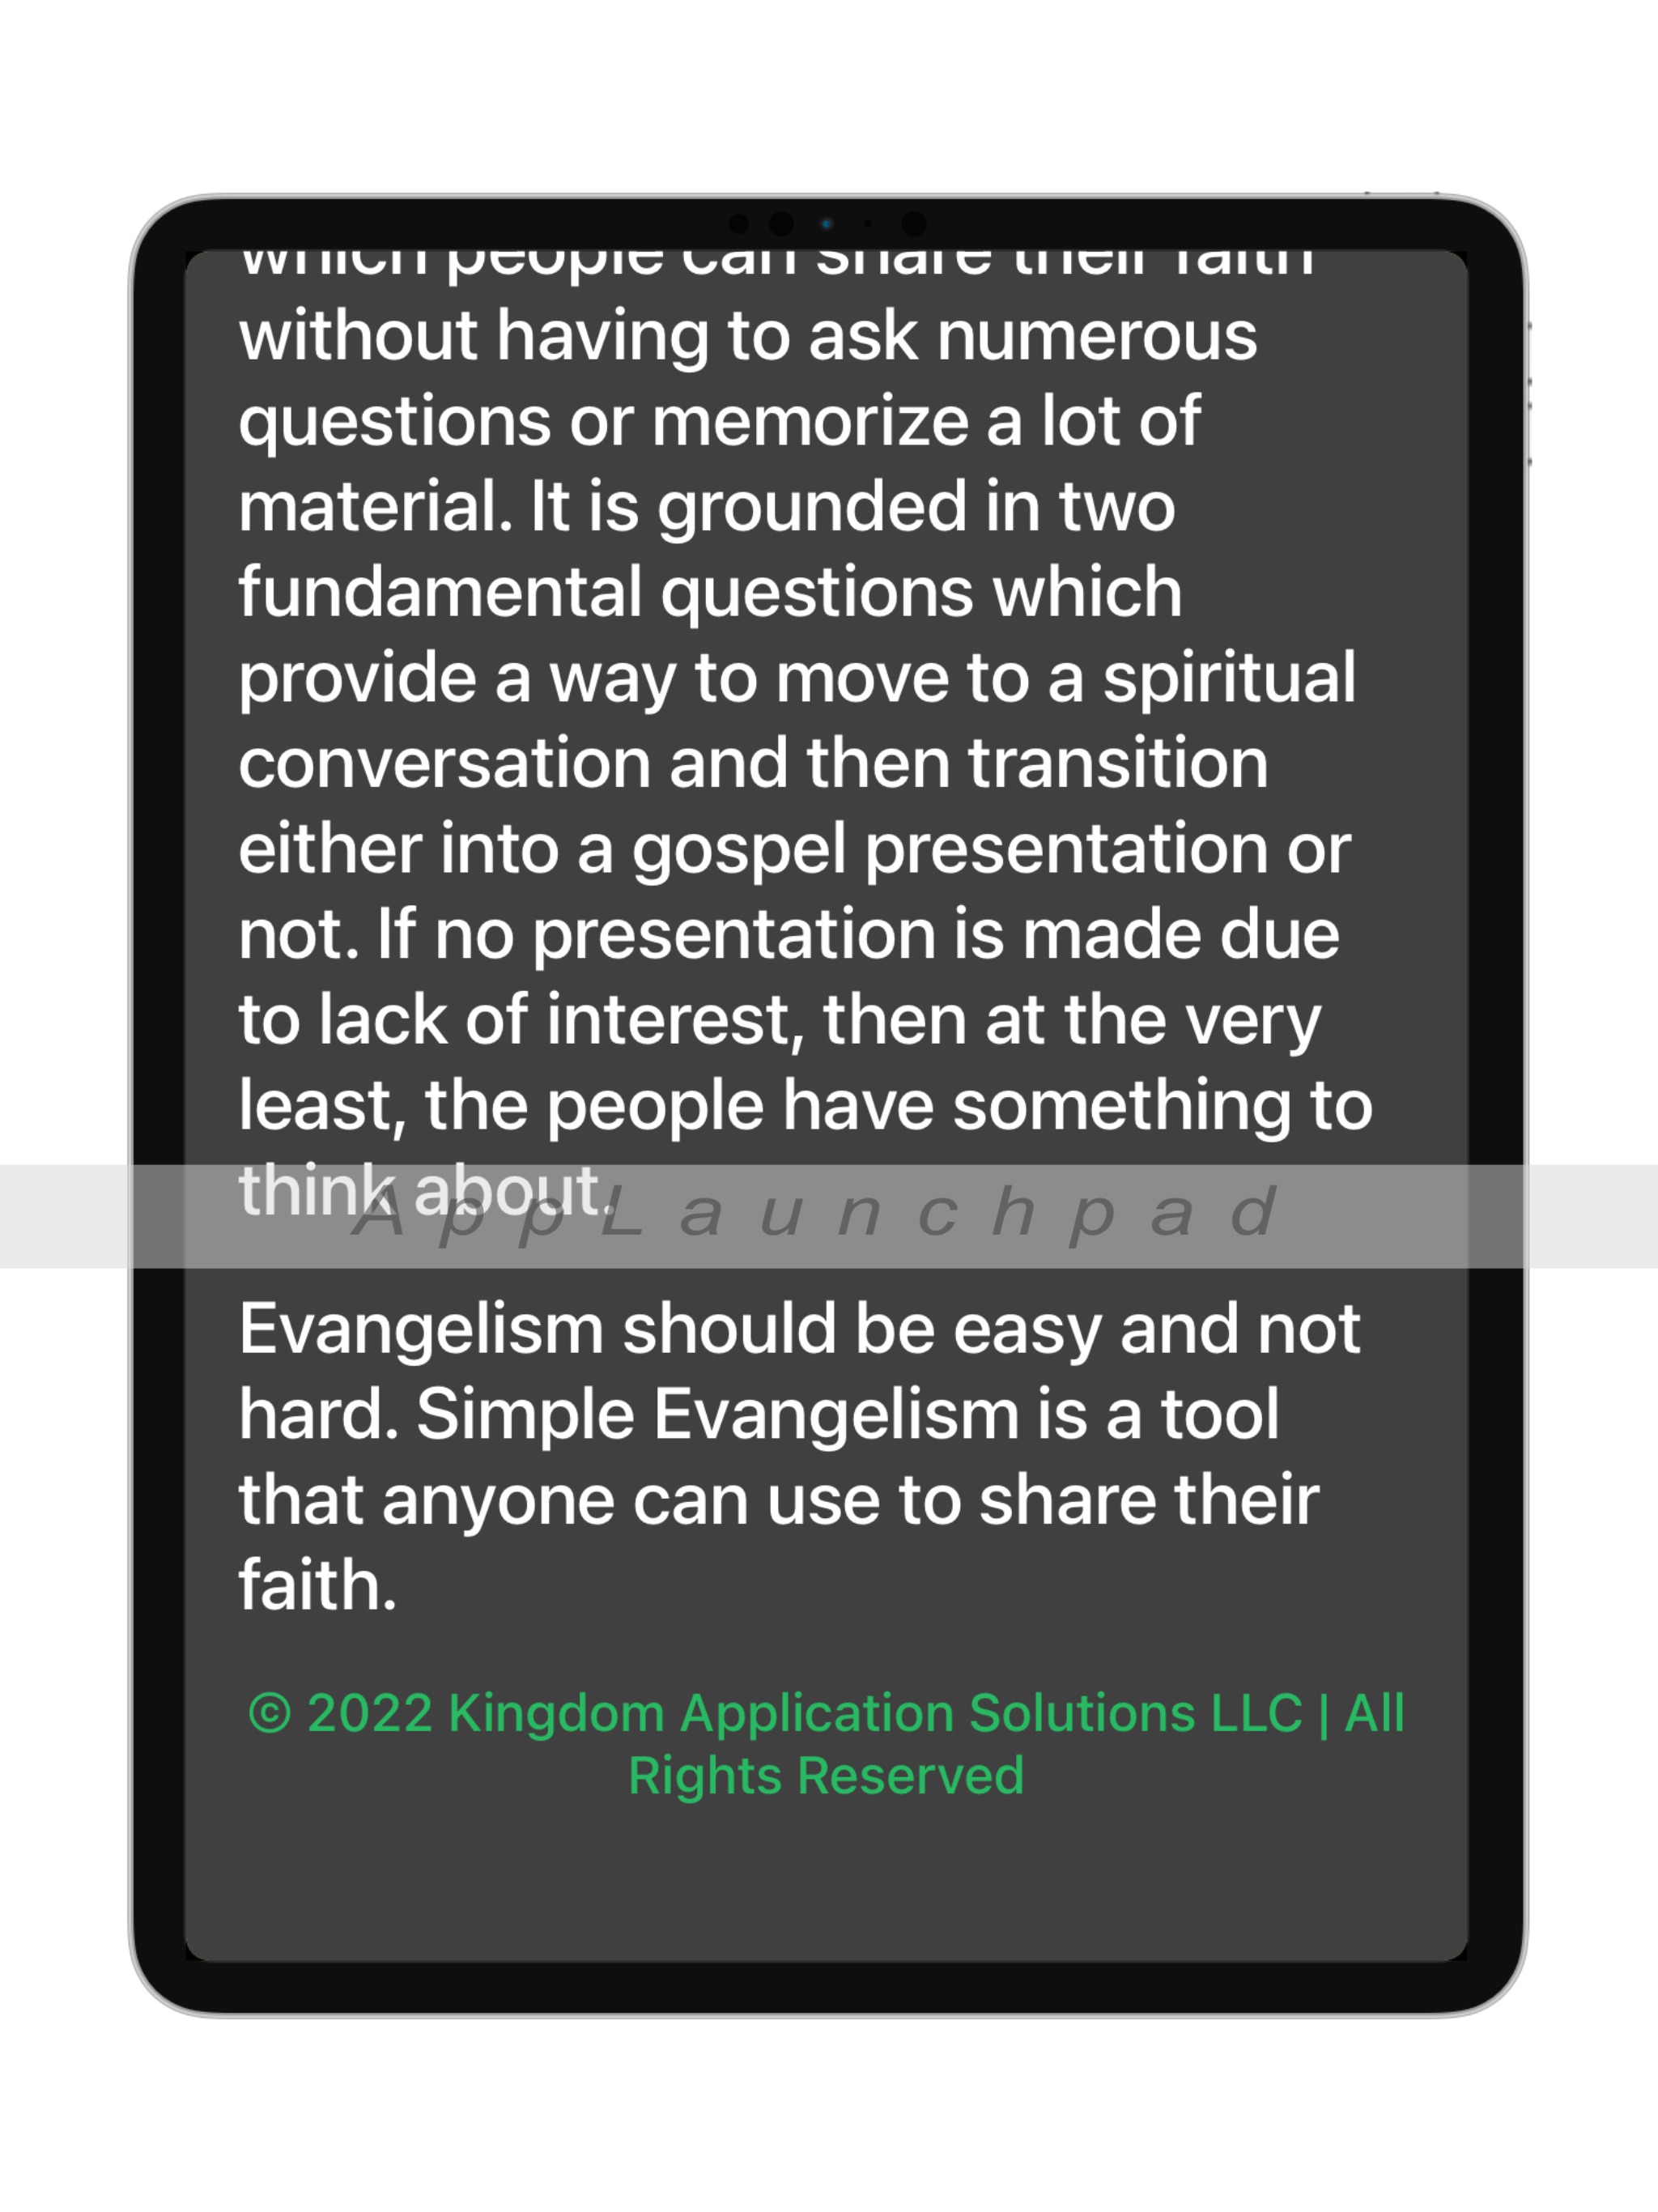 which people can share their faith
without having to ask numerous
questions or memorize a lot of
material. It is grounded in two
fundamental questions which
provide a way to move to a spiritual
conversation and then transition
either into a gospel presentation or
not. If no presentation is made due
to lack of interest, then at the very
least, the people have something to
think about.
AppLaunchpad
Evangelism should be easy and not
hard. Simple Evangelism is a tool
that anyone can use to share their
faith.
© 2022 Kingdom Application Solutions LLC | All
Rights Reserved